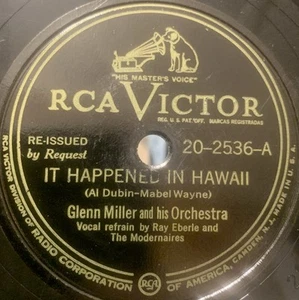 "HIS MASTER'S VOICE"
RCA VICTOR
REG. U.S. PAT. OFF. MARCAS REGISTRADAS
RE-ISSUED
by Request
20-2536-A
IT HAPPENED IN HAWAII
(Al Dubin-Mabel Wayne)
Glenn Miller and his Orchestra
Vocal refrain by Ray Eberle and
The Modernaires
RCA VICTOR DIVISION OF RADIO CORPORATION OF AMERICA, CAMDEN, N.J. MADE IN U.S.A.
RCA